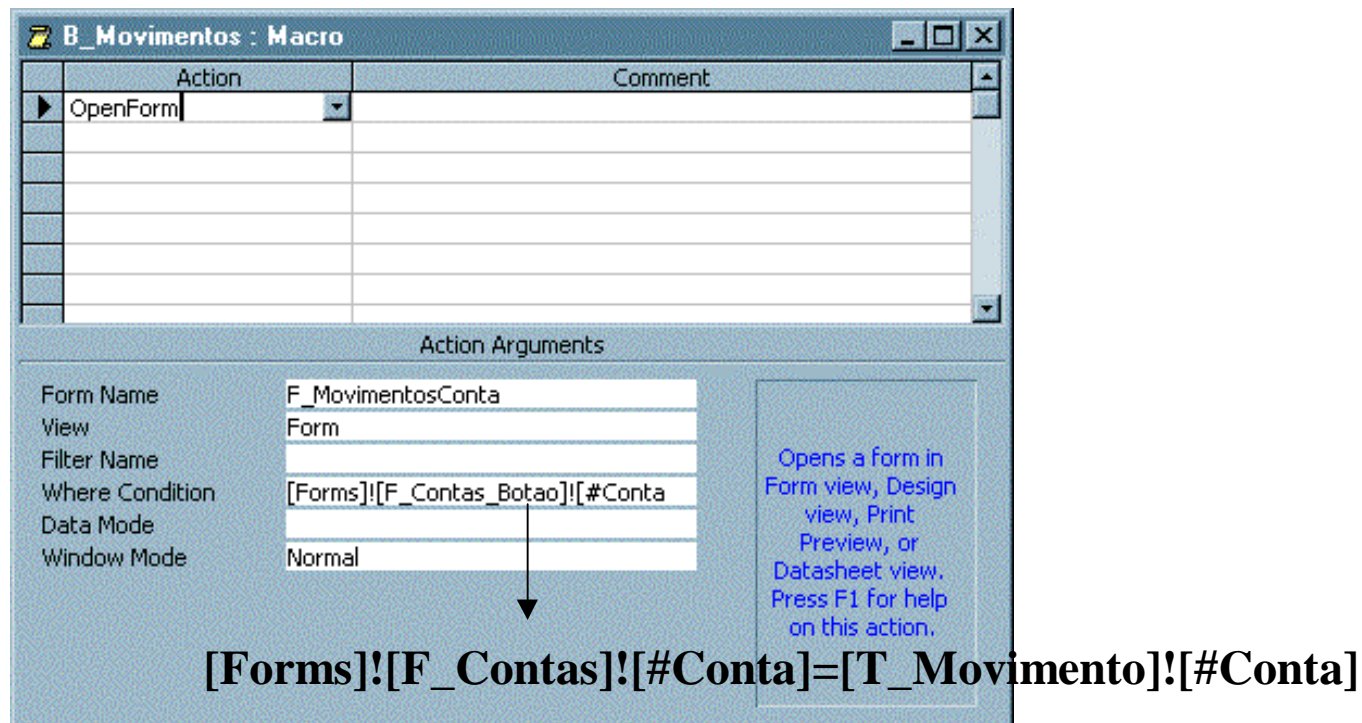 B_Movimentos : Macro
Action Comment
OpenForm
Action Arguments
Form Name F_MovimentosConta
View Form
Filter Name
Where Condition [Forms]![F_Contas_Botao]![#Conta
Data Mode
Window Mode Normal
Opens a form in
Form view, Design
view, Print
Preview, or
Datasheet view.
Press F1 for help
on this action.
[Forms]![F_Contas]![#Conta]=[T_Movimento]![#Conta]